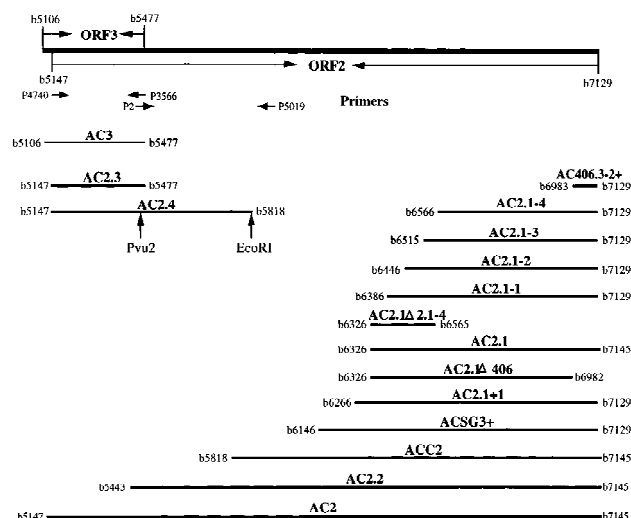 b5106 b5477
ORF3
ORF2
b5147 b7129
P4740 P3566
P2 P5019 Primers
b5106 AC3 b5477
AC406.3-2+
b6983 b7129
b5147 AC2.3 b5477
b5147 AC2.4 b5818
Pvu2 EcoRI
b6566 AC2.1-4 b7129
b6515 AC2.1-3 b7129
b6446 AC2.1-2 b7129
b6386 AC2.1-1 b7129
AC2.1Δ 2.1-4
b6326 b6565
b6326 AC2.1 b7145
b6326 AC2.1Δ 406 b6982
b6266 AC2.1+1 b7129
b6146 ACSG3+ b7129
b5818 ACC2 b7145
b5443 AC2.2 b7145
b5147 AC2 b7145